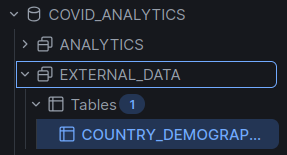 COVID_ANALYTICS
ANALYTICS
EXTERNAL_DATA
Tables 1
COUNTRY_DEMOGRAP...